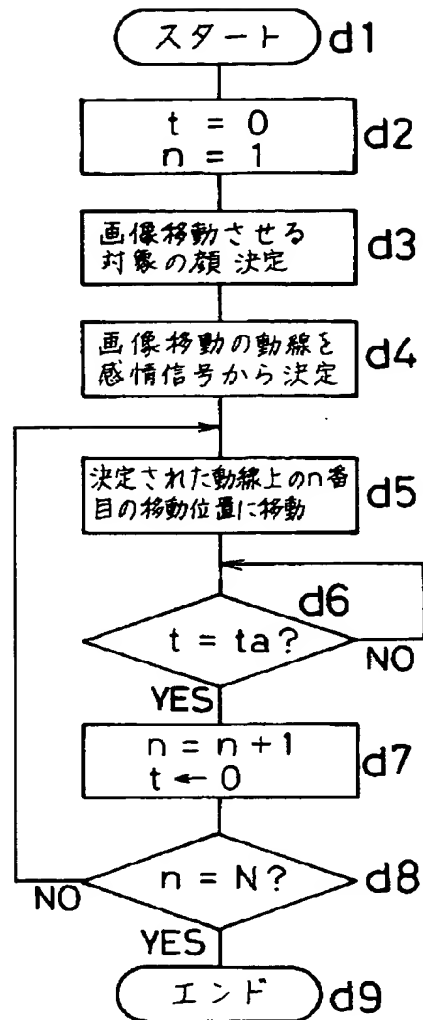 スタート d1
t = 0
n = 1
d2
画像移動させる
対象の顔決定
d3
画像移動の動線を
感情信号から決定
d4
決定された動線上のn番
目の移動位置に移動
d5
d6
t = ta?
NO
YES
n = n+1
t ← 0
d7
n = N?
d8
NO
YES
エンド d9